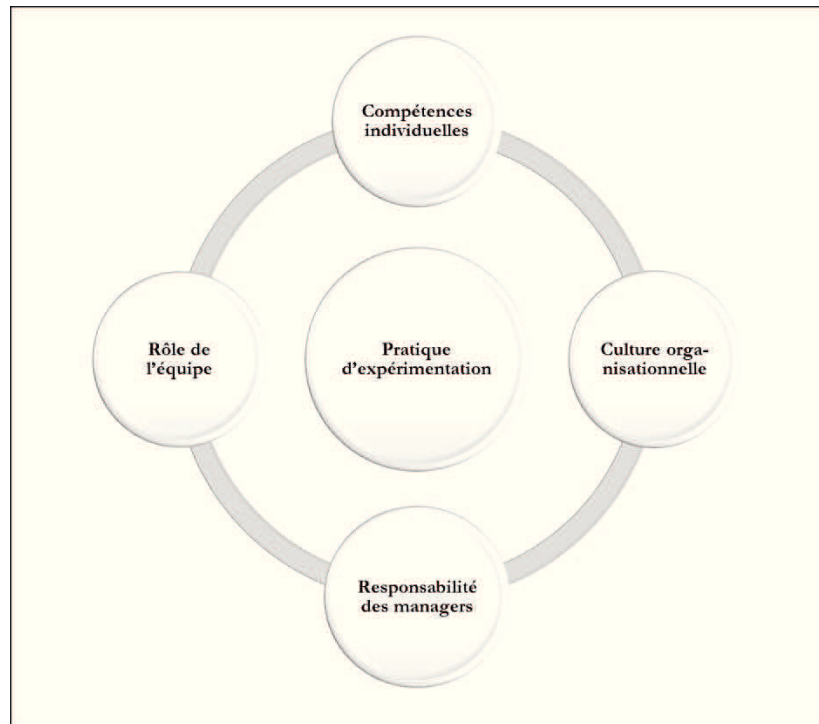 Compétences
individuelles
Rôle de
l'équipe
Pratique
d'expérimentation
Culture orga-
nisationnelle
Responsabilité
des managers